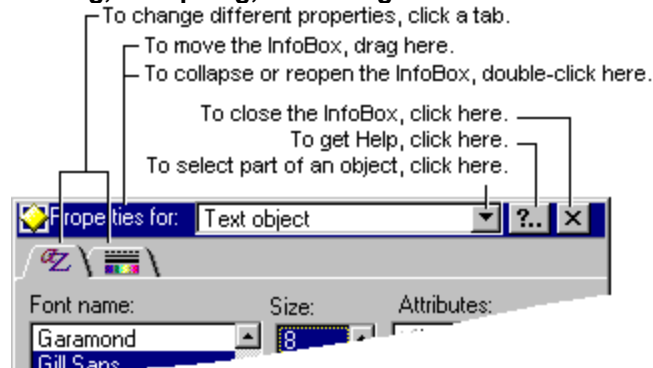 To change different properties, click a tab.
To move the InfoBox, drag here.
To collapse or reopen the InfoBox, double-click here.
To close the InfoBox, click here.
To get Help, click here.
To select part of an object, click here.
Properties for: Text object ?..
Font name: Size: Attributes:
Garamond 8
Gill Sans